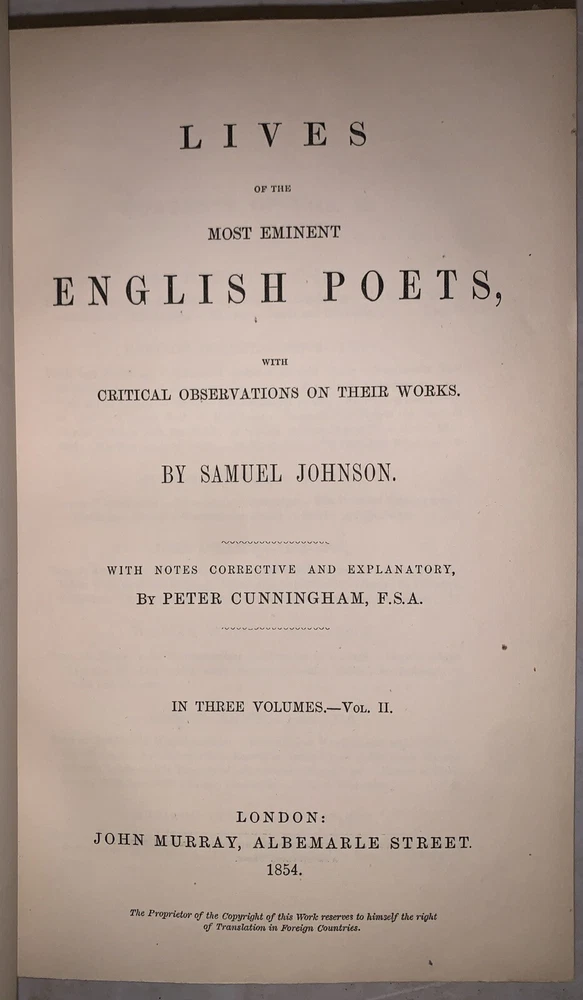 LIVES
OF THE
MOST EMINENT
ENGLISH POETS,
WITH
CRITICAL OBSERVATIONS ON THEIR WORKS.
BY SAMUEL JOHNSON.
WITH NOTES CORRECTIVE AND EXPLANATORY,
By PETER CUNNINGHAM, F.S.A.
IN THREE VOLUMES.—Vol. II.
LONDON:
JOHN MURRAY, ALBEMARLE STREET.
1854.
The Proprietor of the Copyright of this Work reserves to himself the right
of Translation in Foreign Countries.